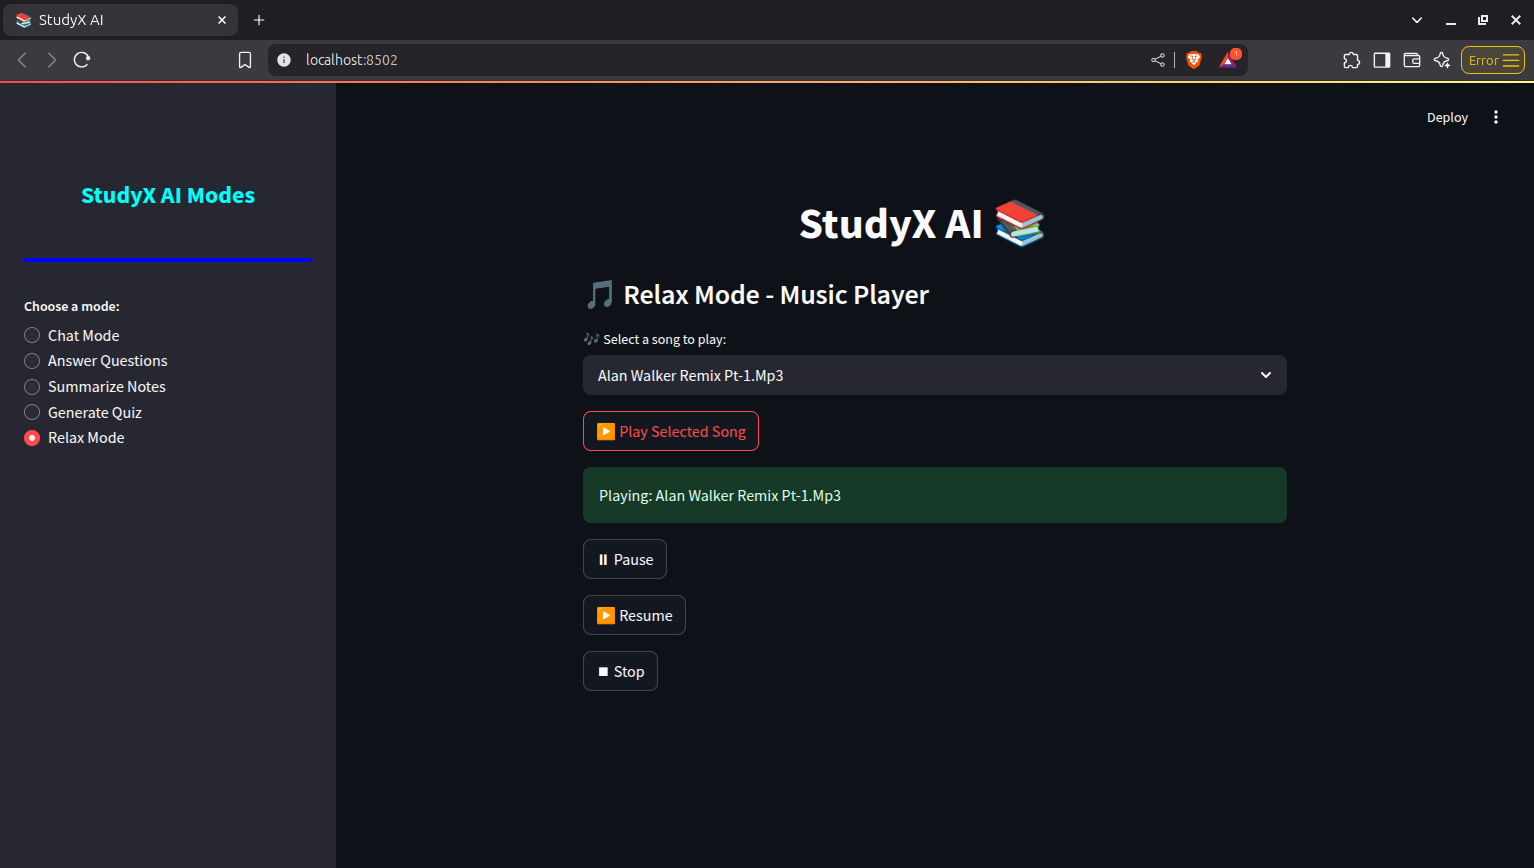 StudyX AI
localhost:8502
1
Error
Deploy
StudyX AI Modes
Choose a mode:
Chat Mode
Answer Questions
Summarize Notes
Generate Quiz
Relax Mode
StudyX AI 📚
🎵 Relax Mode - Music Player
🎶 Select a song to play:
Alan Walker Remix Pt-1.Mp3
▶️ Play Selected Song
Playing: Alan Walker Remix Pt-1.Mp3
⏸ Pause
▶️ Resume
⏹ Stop